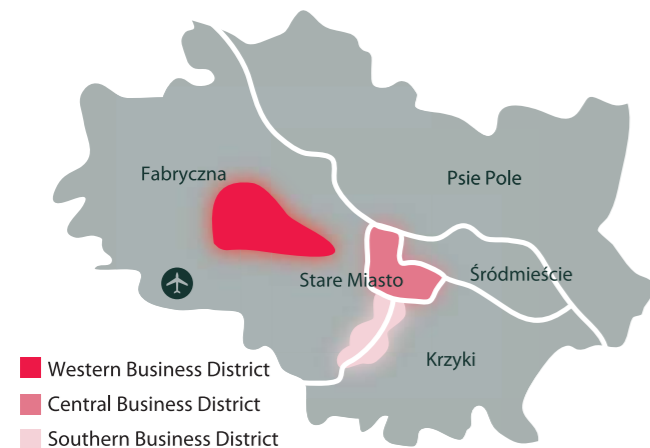 Fabryczna
Psie Pole
Stare Miasto
Śródmieście
Krzyki
Western Business District
Central Business District
Southern Business District